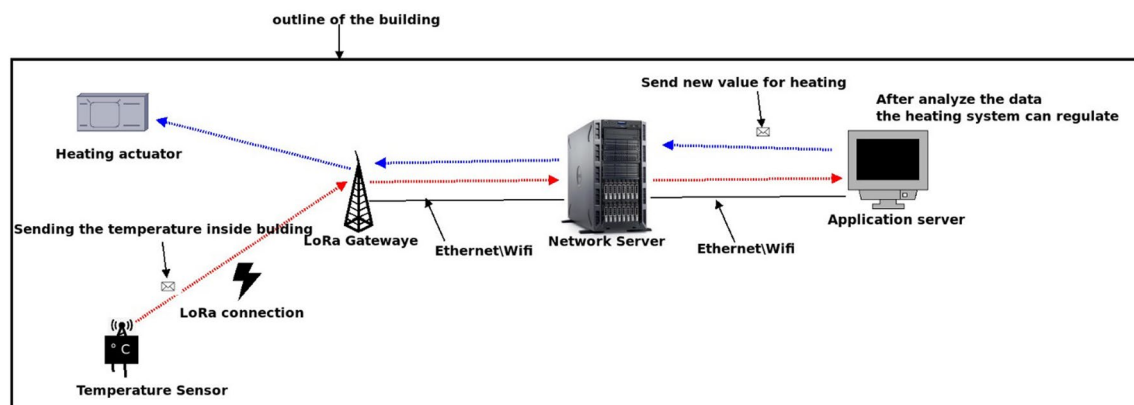 outline of the building
Send new value for heating
After analyze the data
the heating system can regulate
Heating actuator
Sending the temperature inside bulding
LoRa Gatewaye
Ethernet\Wifi
Network Server
Ethernet\Wifi
Application server
LoRa connection
° C
Temperature Sensor